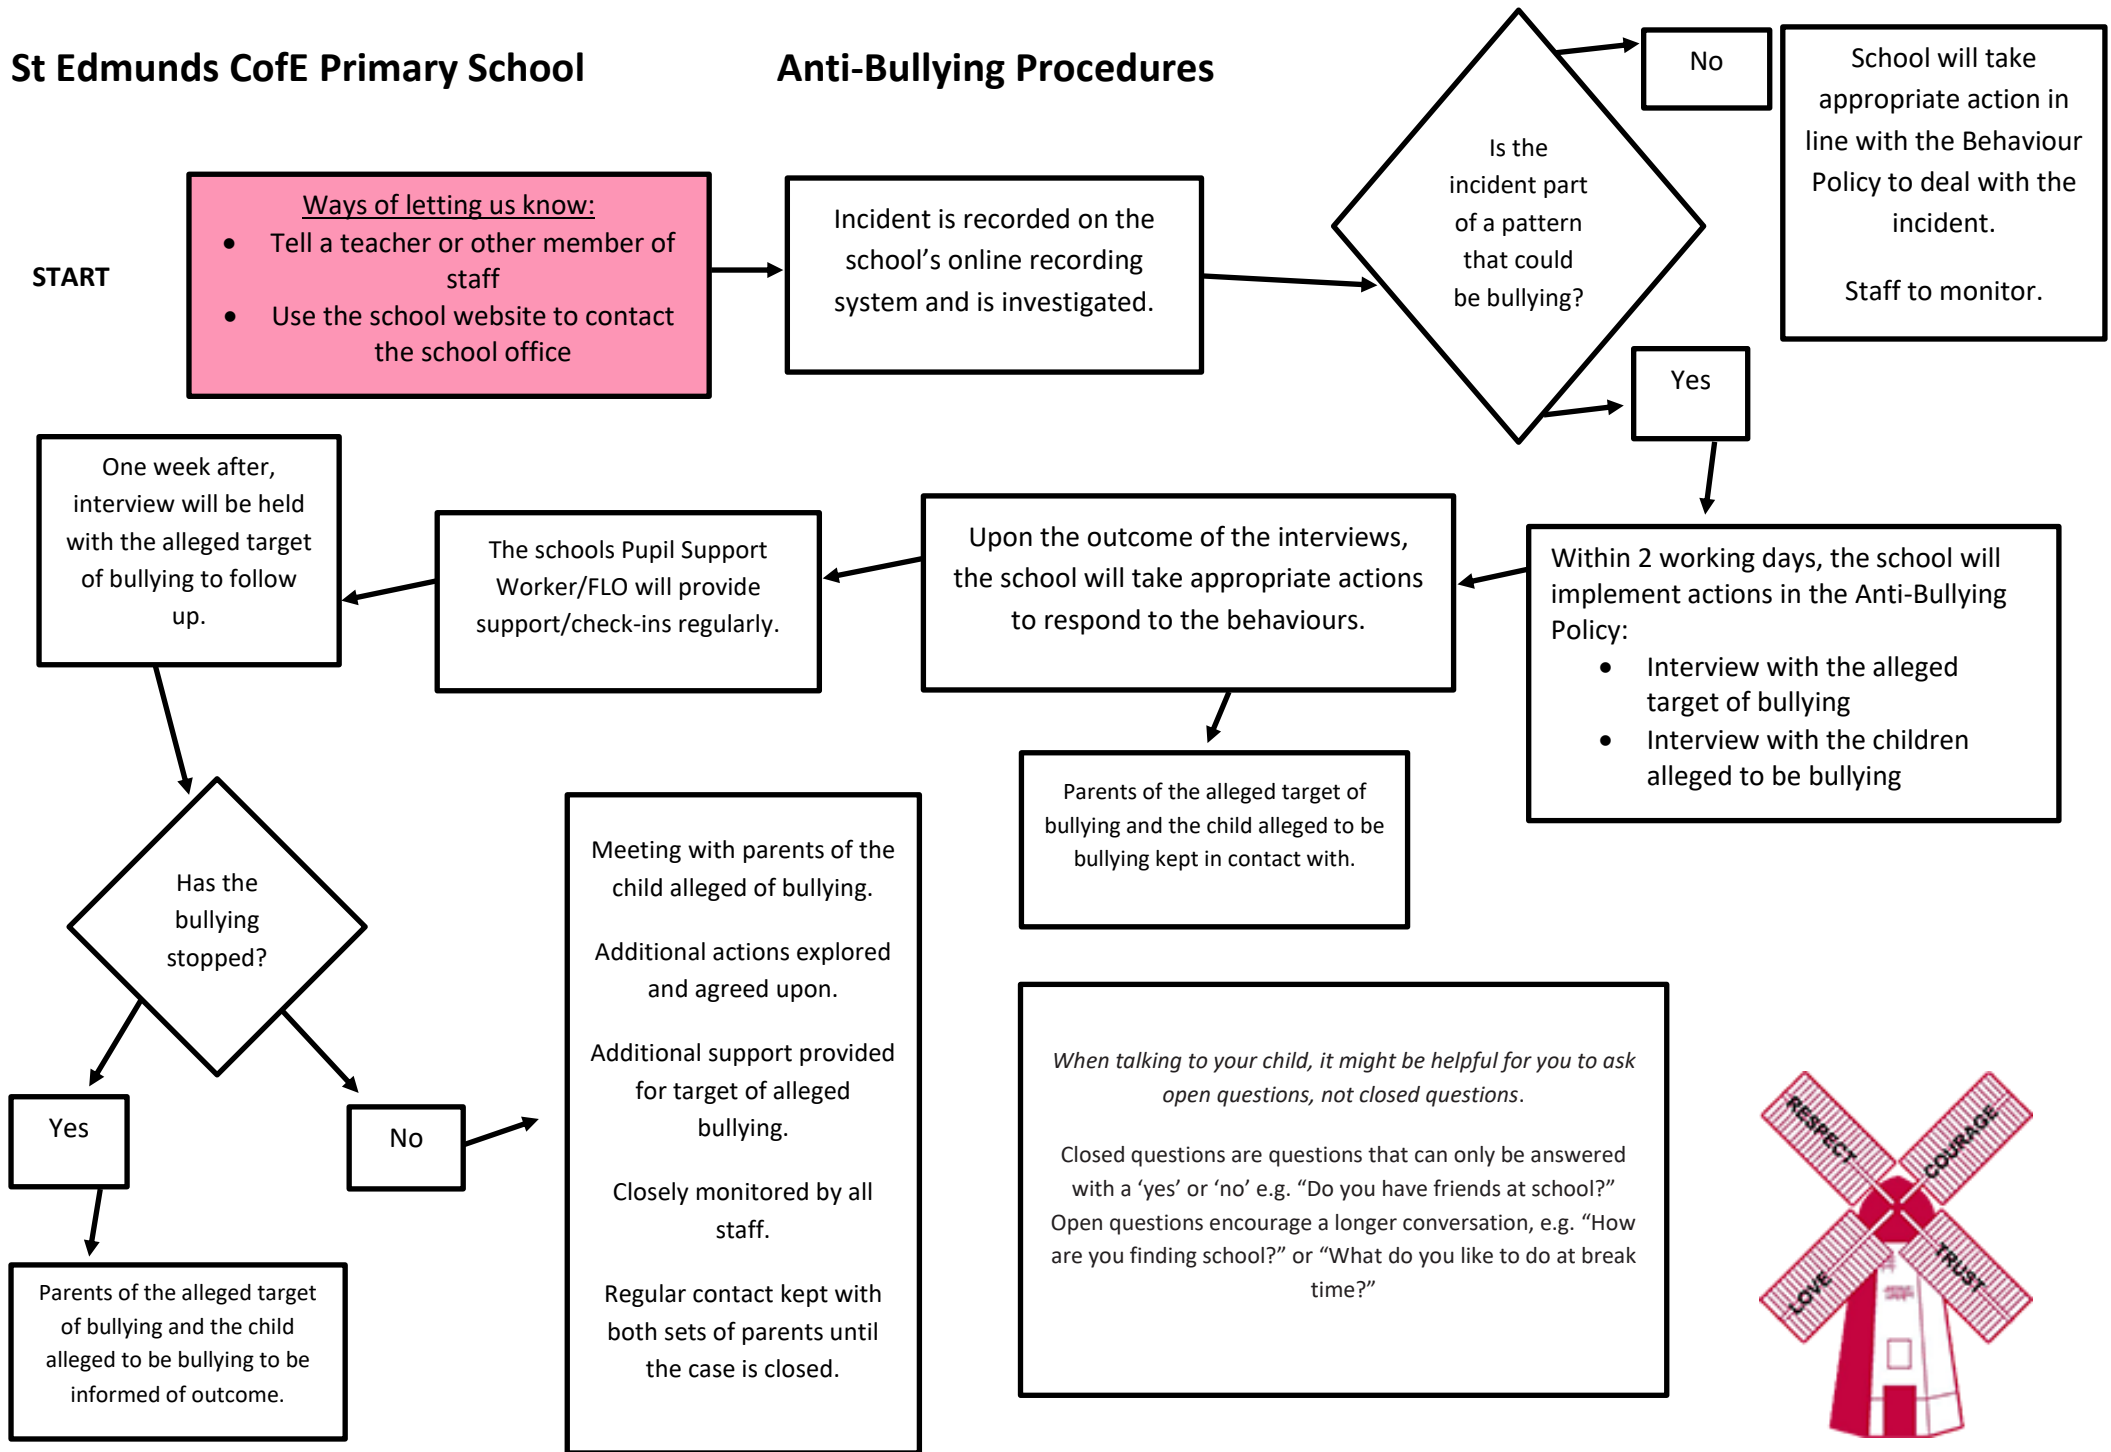 St Edmunds CofE Primary School
Anti-Bullying Procedures
START
Ways of letting us know:
• Tell a teacher or other member of
staff
• Use the school website to contact
the school office
Incident is recorded on the
school’s online recording
system and is investigated.
Is the
incident part
of a pattern
that could
be bullying?
No
School will take
appropriate action in
line with the Behaviour
Policy to deal with the
incident.
Staff to monitor.
Yes
Within 2 working days, the school will
implement actions in the Anti-Bullying
Policy:
• Interview with the alleged
target of bullying
• Interview with the children
alleged to be bullying
Upon the outcome of the interviews,
the school will take appropriate actions
to respond to the behaviours.
Parents of the alleged target of
bullying and the child alleged to be
bullying kept in contact with.
The schools Pupil Support
Worker/FLO will provide
support/check-ins regularly.
One week after,
interview will be held
with the alleged target
of bullying to follow
up.
Has the
bullying
stopped?
Yes
Parents of the alleged target
of bullying and the child
alleged to be bullying to be
informed of outcome.
No
Meeting with parents of the
child alleged of bullying.
Additional actions explored
and agreed upon.
Additional support provided
for target of alleged
bullying.
Closely monitored by all
staff.
Regular contact kept with
both sets of parents until
the case is closed.
When talking to your child, it might be helpful for you to ask
open questions, not closed questions.
Closed questions are questions that can only be answered
with a ‘yes’ or ‘no’ e.g. “Do you have friends at school?”
Open questions encourage a longer conversation, e.g. “How
are you finding school?” or “What do you like to do at break
time?”
RESPECT
COURAGE
LOVE
TRUST